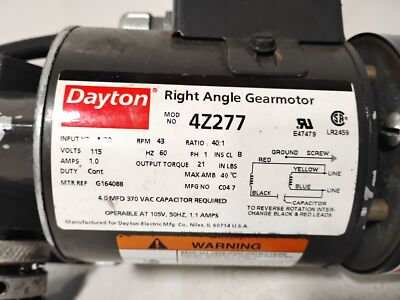 Dayton® Right Angle Gearmotor
MOD NO 4Z277
E47479 LR2459
INPUT RPM 43 RATIO 40:1
VOLTS 115 HZ 60 PH 1 INS CL B
AMPS 1.0 OUTPUT TORQUE 21 IN LBS
DUTY Cont MAX AMB 40°C
MTR REF G164088 MFG NO C04 7
4.0 MFD 370 VAC CAPACITOR REQUIRED
OPERABLE AT 105V, 50HZ, 1.1 AMPS
Manufactured for Dayton Electric Mfg. Co., Niles, IL 60714 U.S.A.
GROUND SCREW
RED
YELLOW LINE
BLUE LINE
BLACK CAPACITOR
TO REVERSE ROTATION INTER-
CHANGE BLACK & RED LEADS
WARNING